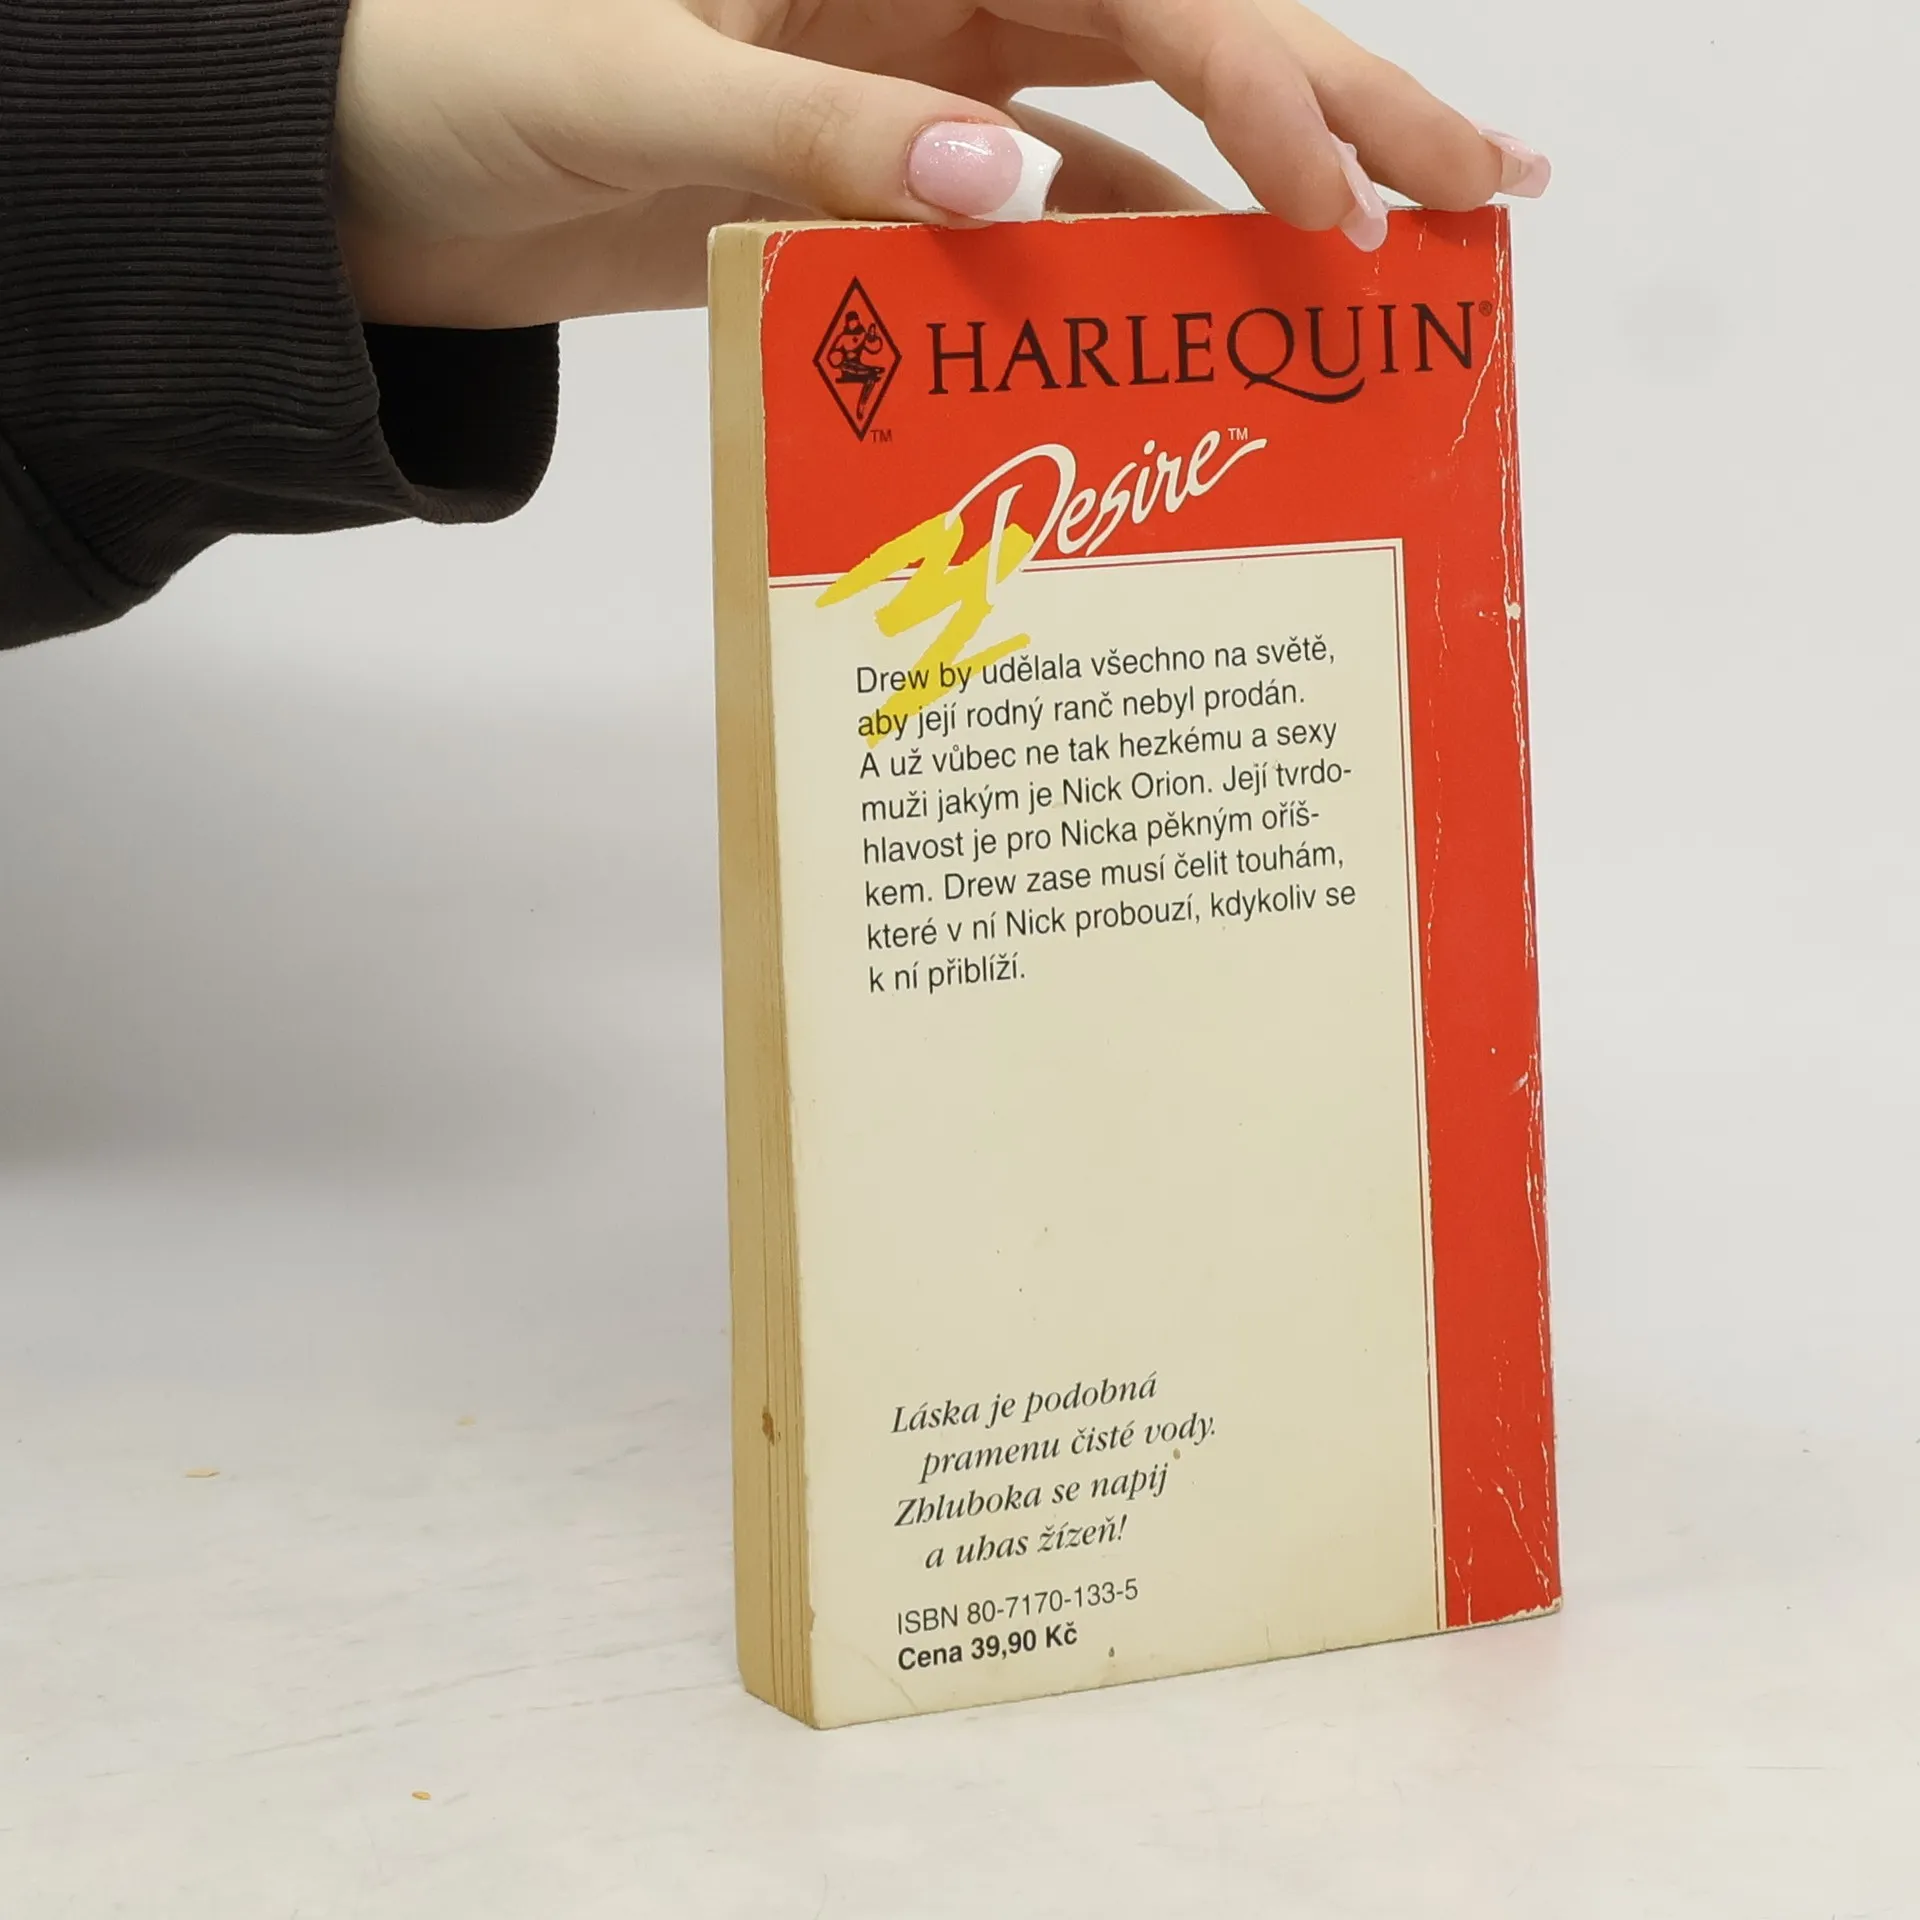 HARLEQUIN®
TM
Desire™
Drew by udělala všechno na světě,
aby její rodný ranč nebyl prodán.
A už vůbec ne tak hezkému a sexy
muži jakým je Nick Orion. Její tvrdo-
hlavost je pro Nicka pěkným oříš-
kem. Drew zase musí čelit touhám,
které v ní Nick probouzí, kdykoliv se
k ní přiblíží.
Láska je podobná
pramenu čisté vody.
Zhluboka se napij
a uhas žízeň!
ISBN 80-7170-133-5
Cena 39,90 Kč